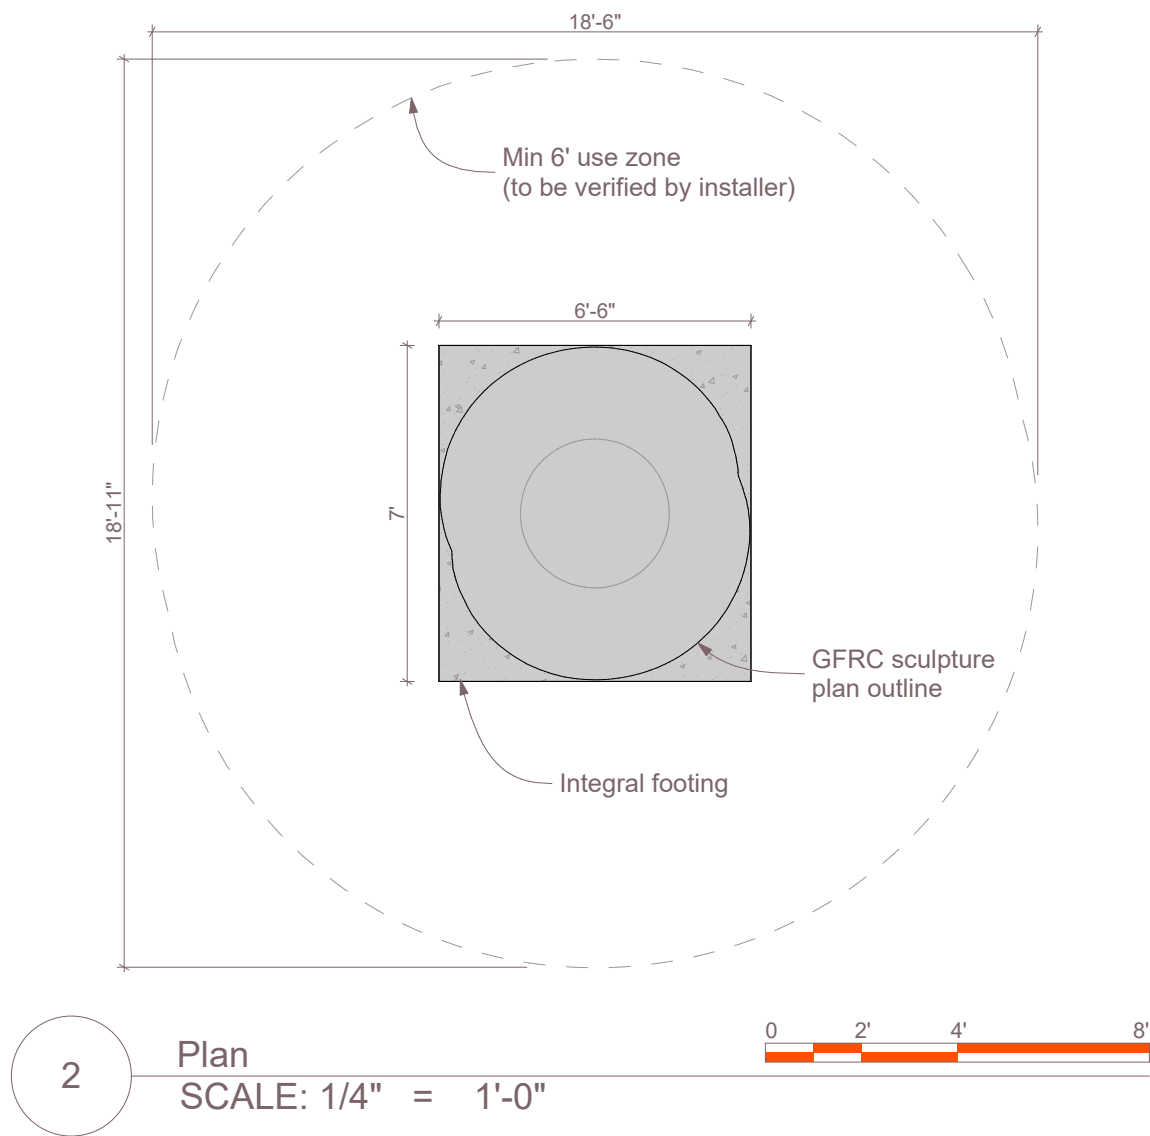 18'-6"
Min 6' use zone
(to be verified by installer)
6'-6"
18'-11"
7'
GFRC sculpture
plan outline
Integral footing
0 2' 4' 8'
2
Plan
SCALE: 1/4" = 1'-0"